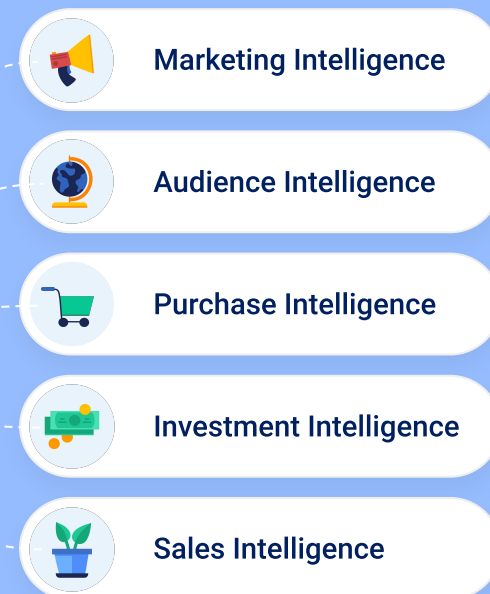 Marketing Intelligence
Audience Intelligence
Purchase Intelligence
Investment Intelligence
Sales Intelligence